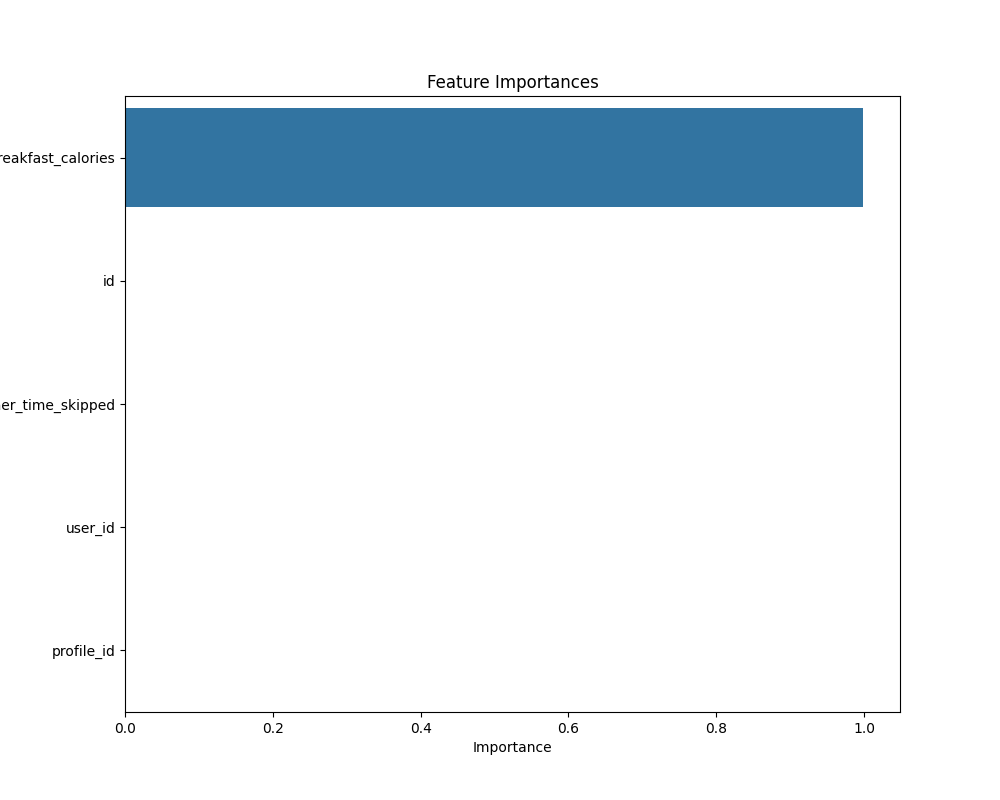 Feature Importances
reakfast_calories
id
er_time_skipped
user_id
profile_id
0.0 0.2 0.4 0.6 0.8 1.0
Importance